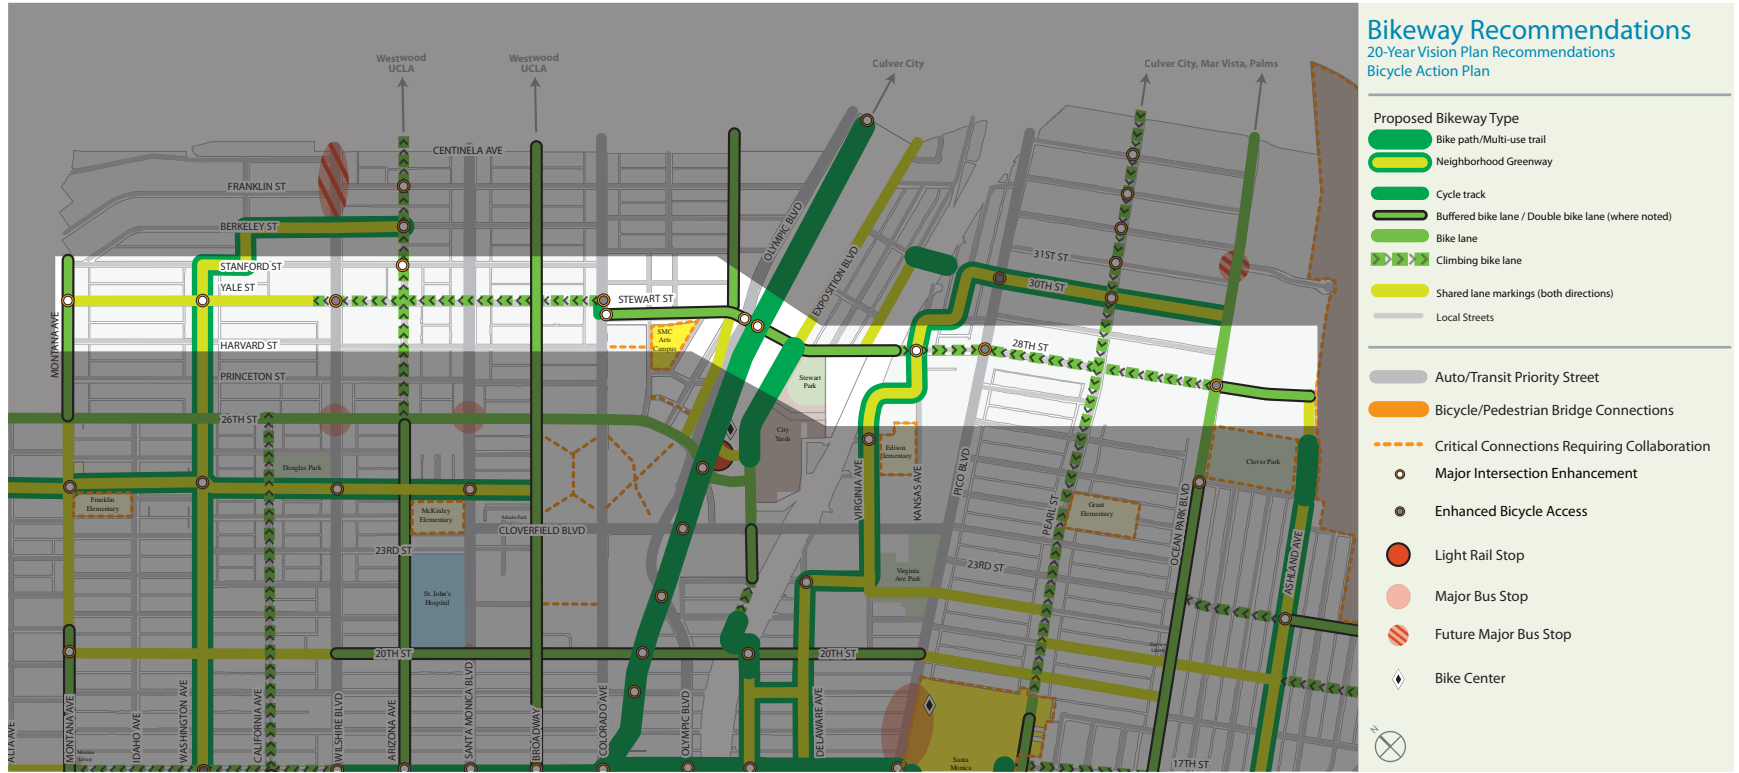 Bikeway Recommendations
20-Year Vision Plan Recommendations
Bicycle Action Plan
Proposed Bikeway Type
Bike path/Multi-use trail
Neighborhood Greenway
Cycle track
Buffered bike lane / Double bike lane (where noted)
Bike lane
Climbing bike lane
Shared lane markings (both directions)
Local Streets
Auto/Transit Priority Street
Bicycle/Pedestrian Bridge Connections
Critical Connections Requiring Collaboration
Major Intersection Enhancement
Enhanced Bicycle Access
Light Rail Stop
Major Bus Stop
Future Major Bus Stop
Bike Center
N
Westwood
UCLA
Westwood
UCLA
Culver City
Culver City, Mar Vista, Palms
CENTINELA AVE
FRANKLIN ST
BERKELEY ST
STANFORD ST
YALE ST
STEWART ST
HARVARD ST
PRINCETON ST
26TH ST
MONTANA AVE
OLYMPIC BLVD
EXPOSITION BLVD
31ST ST
30TH ST
28TH ST
SMC
Arts
Campus
Stewart
Park
City
Yards
Douglas Park
Franklin
Elementary
McKinley
Elementary
Edison
Elementary
Clover Park
Grant
Elementary
CLOVERFIELD BLVD
23RD ST
23RD ST
St. John's
Hospital
Virginia
Ave Park
VIRGINIA AVE
KANSAS AVE
PICO BLVD
PEARL ST
OCEAN PARK BLVD
ASHLAND AVE
20TH ST
20TH ST
MONTANA AVE
IDAHO AVE
WASHINGTON AVE
CALIFORNIA AVE
WILSHIRE BLVD
ARIZONA AVE
SANTA MONICA BLVD
BROADWAY
COLORADO AVE
OLYMPIC BLVD
DELAWARE AVE
Santa
Monica
17TH ST